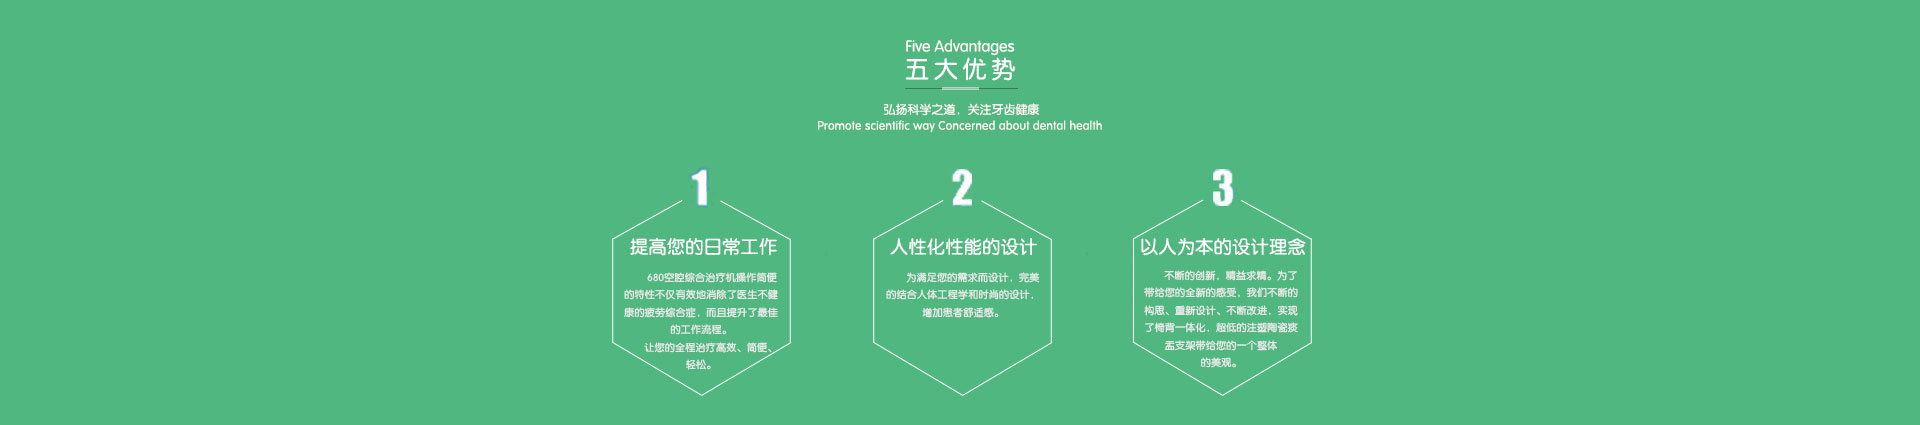 Five Advantages
五大优势
弘扬科学之道，关注牙齿健康
Promote scientific way Concerned about dental health
1
提高您的日常工作
680空腔综合治疗机操作简便
的特性不仅有效地消除了医生不健
康的疲劳综合症，而且提升了最佳
的工作流程。
让您的全程治疗高效、简便、
轻松。
2
人性化性能的设计
为满足您的需求而设计，完美
的结合人体工程学和时尚的设计，
增加患者舒适感。
3
以人为本的设计理念
不断的创新，精益求精。为了
带给您的全新的感受，我们不断的
构思、重新设计、不断改进，实现
了椅背一体化，超低的注塑陶瓷痰
盂支架带给您的一个整体
的美观。